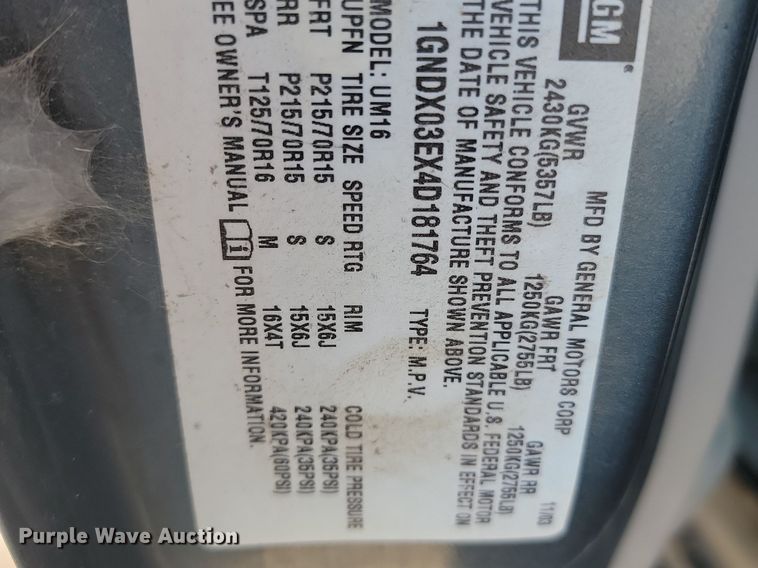 GM
MFD BY GENERAL MOTORS CORP 11/03
GVWR GAWR FRT GAWR RR
2430KG(5357LB) 1250KG(2755LB) 1250KG(2755LB)
THIS VEHICLE CONFORMS TO ALL APPLICABLE U.S. FEDERAL MOTOR
VEHICLE SAFETY AND THEFT PREVENTION STANDARDS IN EFFECT ON
THE DATE OF MANUFACTURE SHOWN ABOVE.
1GNDX03EX4D181764 TYPE: M.P.V.
MODEL: UM16
UPFN TIRE SIZE SPEED RTG RIM COLD TIRE PRESSURE
FRT P215/70R15 S 15X6J 240KPA(35PSI)
RR P215/70R15 S 15X6J 240KPA(35PSI)
SPA T125/70R16 M 16X4T 420KPA(60PSI)
EE OWNER'S MANUAL FOR MORE INFORMATION.
Purple Wave Auction